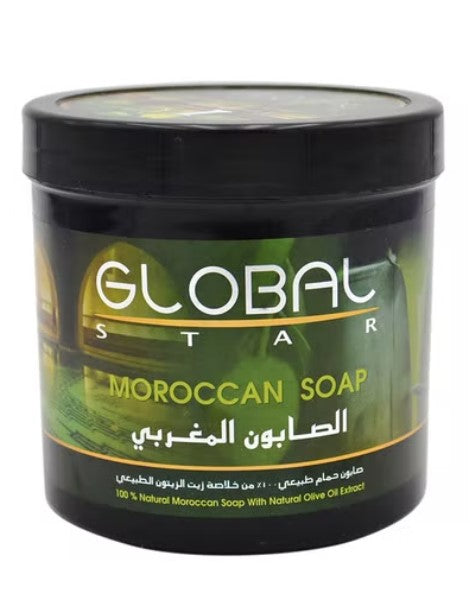 GLOBAL
STAR
MOROCCAN SOAP
الصابون المغربي
صابون حمام طبيعي ١٠٠٪ من خلاصة زيت الزيتون الطبيعي
100 % Natural Moroccan Soap With Natural Olive Oil Extract